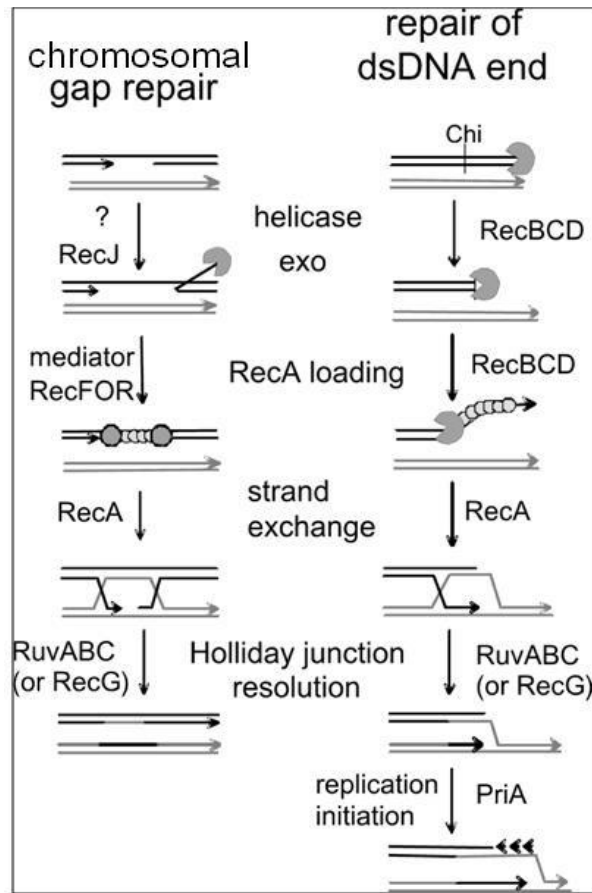 chromosomal
gap repair
repair of
dsDNA end
Chi
?
RecJ
helicase
exo
RecBCD
mediator
RecFOR
RecA loading
RecBCD
RecA
strand
exchange
RecA
RuvABC
(or RecG)
Holliday junction
resolution
RuvABC
(or RecG)
replication
initiation
PriA